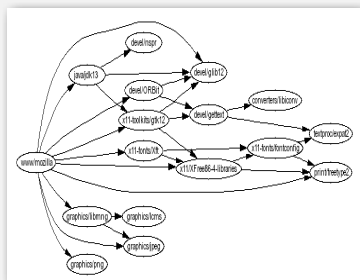 devel/nspr
java/jdk13
devel/glib12
devel/ORBit
converters/libiconv
x11-toolkits/gtk12
devel/gettext
textproc/expat2
x11-fonts/Xft
x11-fonts/fontconfig
www/mozilla
x11/XFree86-4-libraries
print/freetype2
graphics/libmng
graphics/lcms
graphics/jpeg
graphics/png